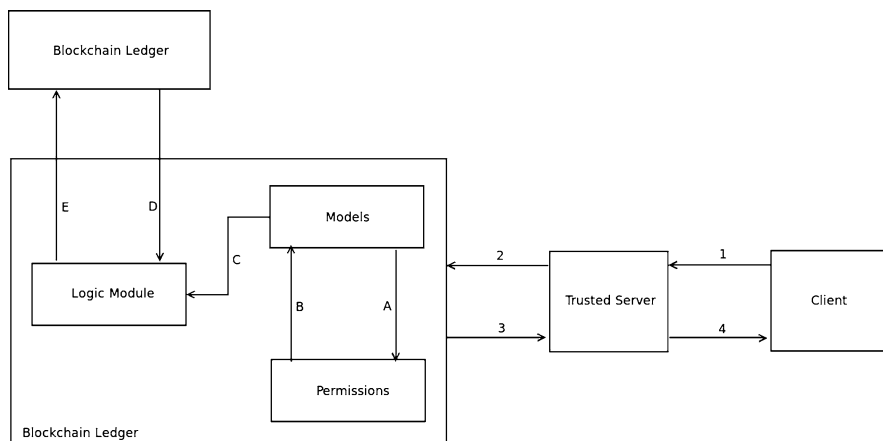 Blockchain Ledger
E
D
Models
C
Logic Module
B
A
Permissions
Blockchain Ledger
2
3
Trusted Server
1
4
Client